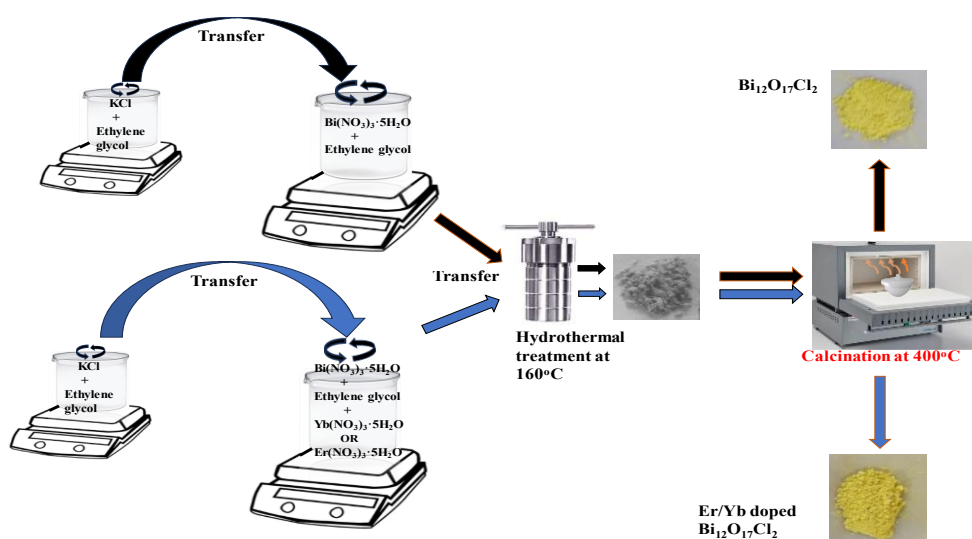 Transfer
KCl
+
Ethylene
glycol
Bi(NO₃)₃·5H₂O
+
Ethylene glycol
Bi₁₂O₁₇Cl₂
Transfer
Transfer
Hydrothermal
treatment at
160°C
Calcination at 400°C
KCl
+
Ethylene
glycol
Bi(NO₃)₃·5H₂O
+
Ethylene glycol
+
Yb(NO₃)₃·5H₂O
OR
Er(NO₃)₃·5H₂O
Er/Yb doped
Bi₁₂O₁₇Cl₂